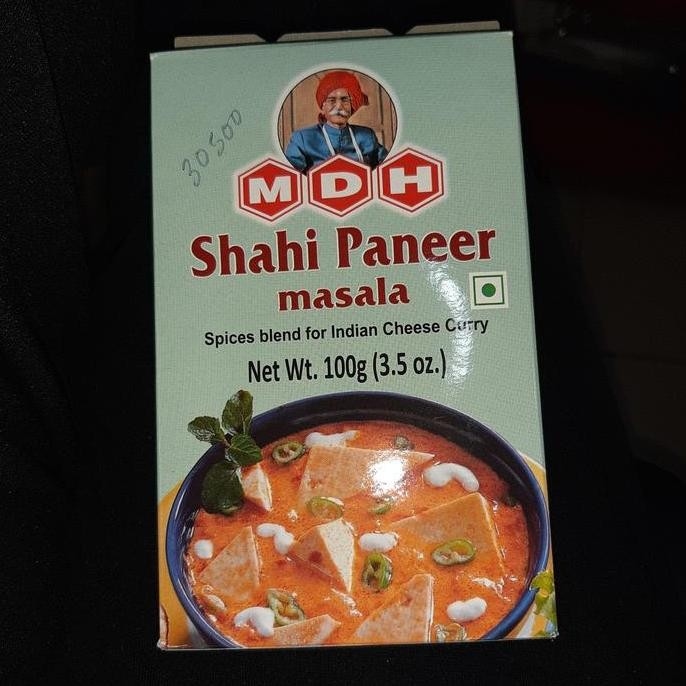 30500
MDH
Shahi Paneer
masala
Spices blend for Indian Cheese Curry
Net Wt. 100g (3.5 oz.)